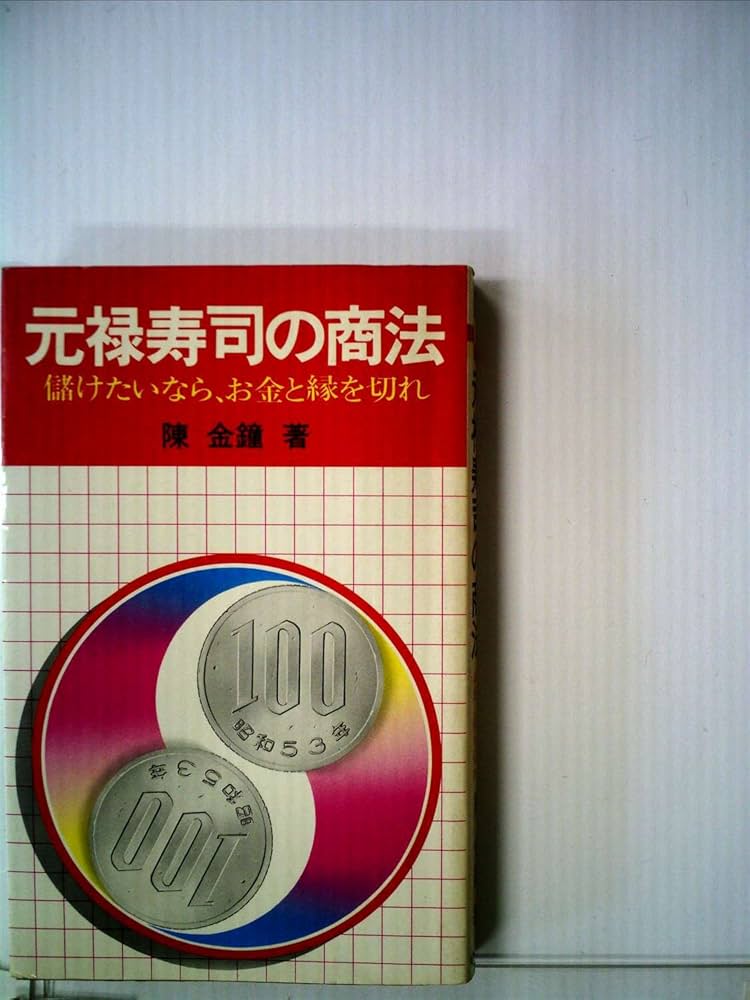 元禄寿司の商法
儲けたいなら、お金と縁を切れ
陳 金鐘 著
100
昭和53年
100
昭和53年